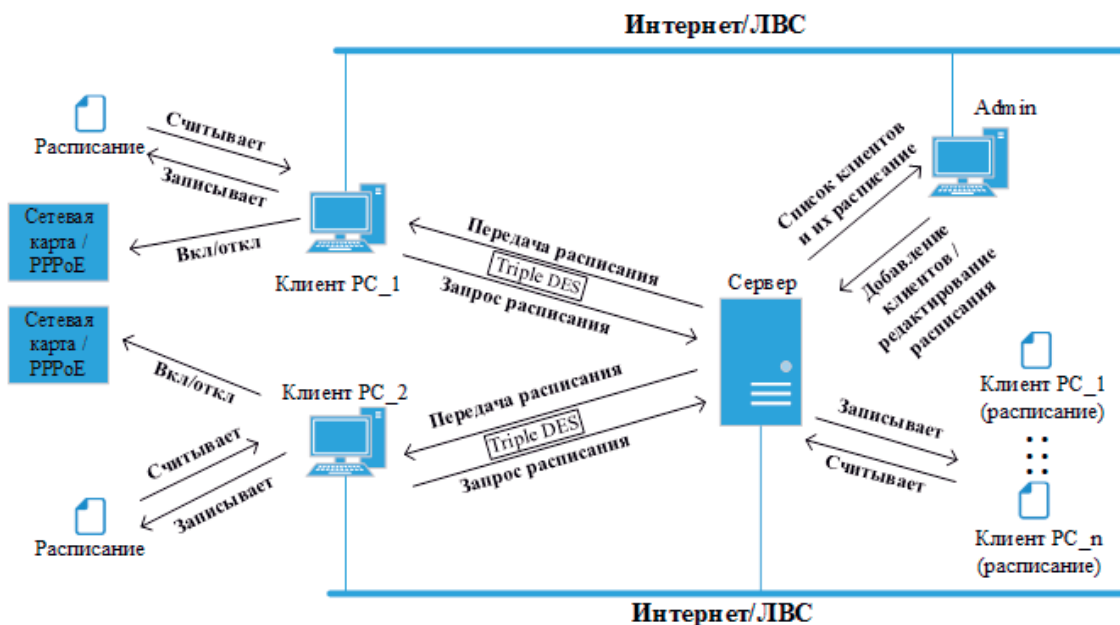 Интернет/ЛВС
Расписание
Считывает
Записывает
Сетевая
карта /
PPPoE
Вкл/откл
Клиент PC_1
Передача расписания
Triple DES
Запрос расписания
Admin
Список клиентов
и их расписание
Добавление
клиентов /
редактирование
расписания
Сервер
Сетевая
карта /
PPPoE
Вкл/откл
Клиент PC_2
Передача расписания
Triple DES
Запрос расписания
Считывает
Записывает
Расписание
Клиент PC_1
(расписание)
Записывает
Считывает
Клиент PC_n
(расписание)
Интернет/ЛВС